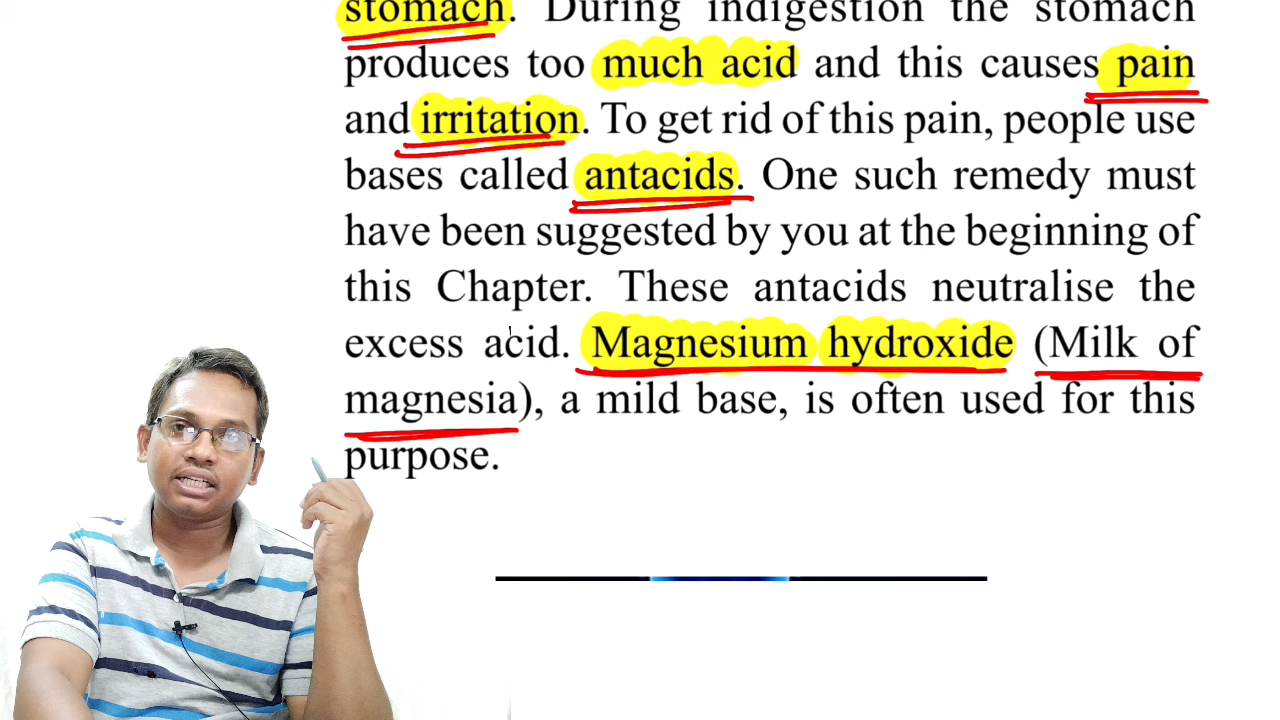 stomach. During indigestion the stomach
produces too much acid and this causes pain
and irritation. To get rid of this pain, people use
bases called antacids. One such remedy must
have been suggested by you at the beginning of
this Chapter. These antacids neutralise the
excess acid. Magnesium hydroxide (Milk of
magnesia), a mild base, is often used for this
purpose.